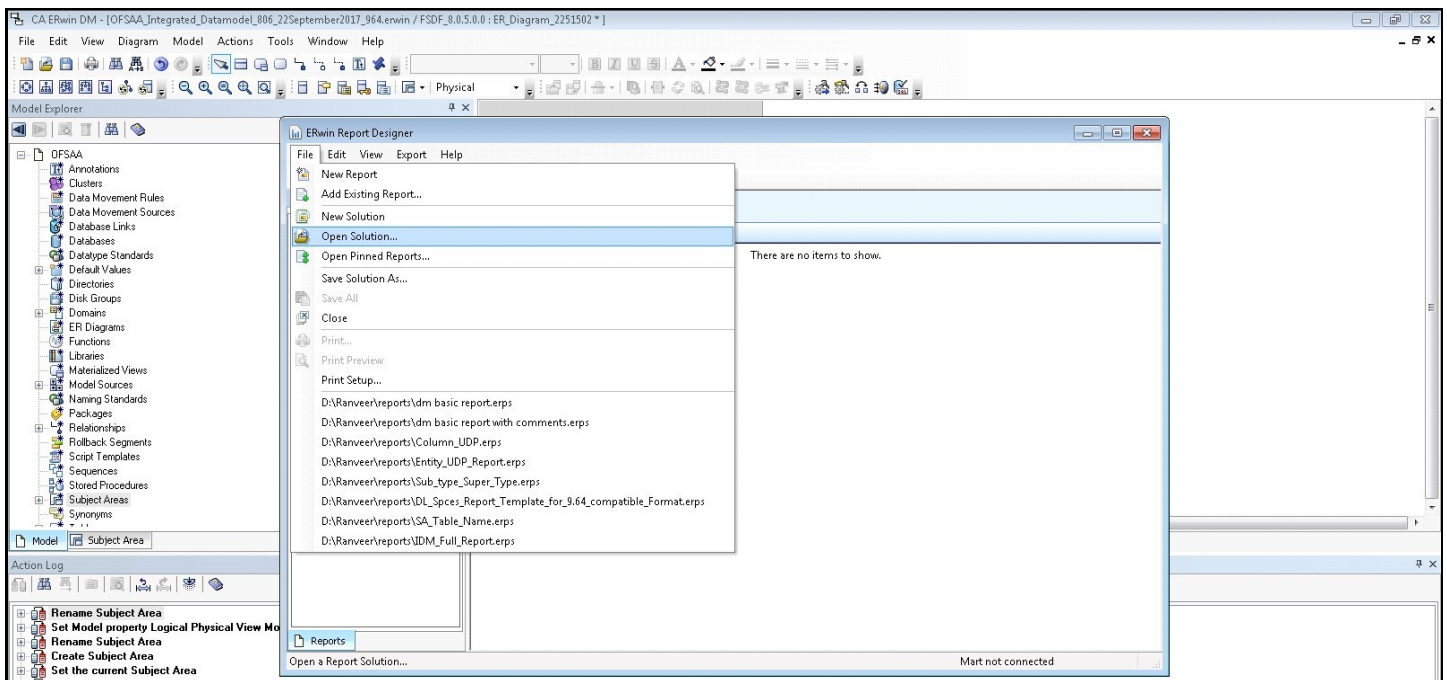 CA ERwin DM - [OFSAA_Integrated_Datamodel_806_22September2017_964.erwin / FSDF_8.0.5.0.0 : ER_Diagram_2251502 * ]
File Edit View Diagram Model Actions Tools Window Help
Physical
Model Explorer
OFSAA
Annotations
Clusters
Data Movement Rules
Data Movement Sources
Database Links
Databases
Datatype Standards
Default Values
Directories
Disk Groups
Domains
ER Diagrams
Functions
Libraries
Materialized Views
Model Sources
Naming Standards
Packages
Relationships
Rollback Segments
Script Templates
Sequences
Stored Procedures
Subject Areas
Synonyms
Model Subject Area
ERwin Report Designer
File Edit View Export Help
New Report
Add Existing Report...
New Solution
Open Solution...
Open Pinned Reports...
Save Solution As...
Save All
Close
Print...
Print Preview
Print Setup...
D:\Ranveer\reports\dm basic report.erps
D:\Ranveer\reports\dm basic report with comments.erps
D:\Ranveer\reports\Column_UDP.erps
D:\Ranveer\reports\Entity_UDP_Report.erps
D:\Ranveer\reports\Sub_type_Super_Type.erps
D:\Ranveer\reports\DL_Spces_Report_Template_for_9.64_compatible_Format.erps
D:\Ranveer\reports\SA_Table_Name.erps
D:\Ranveer\reports\IDM_Full_Report.erps
There are no items to show.
Reports
Open a Report Solution...
Mart not connected
Action Log
Rename Subject Area
Set Model property Logical Physical View Mo
Rename Subject Area
Create Subject Area
Set the current Subject Area